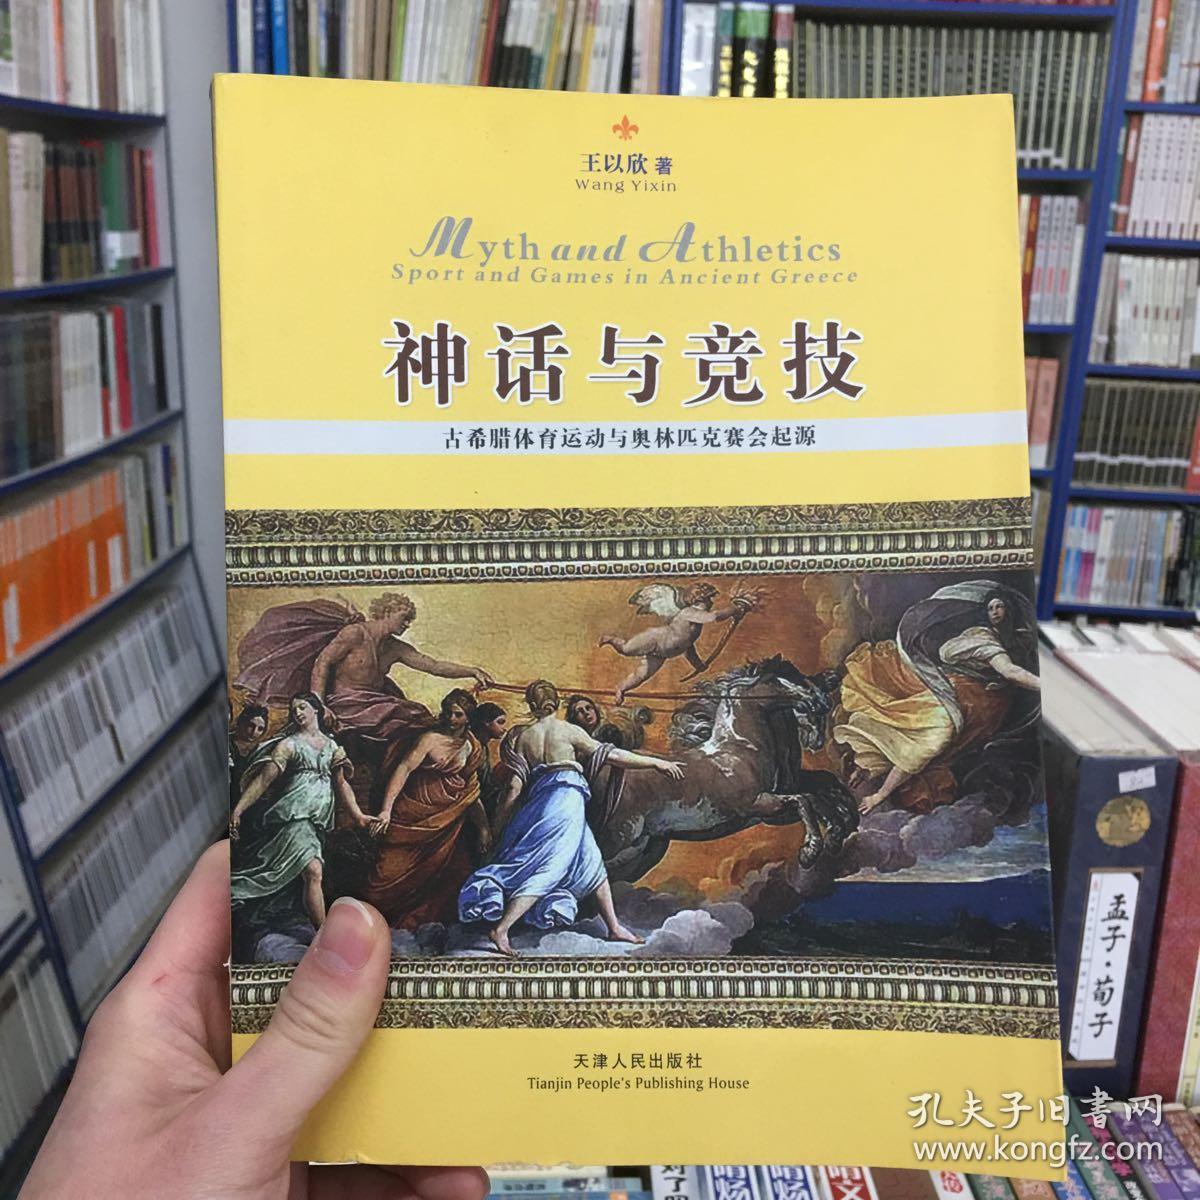 王以欣 著
Wang Yixin
Myth and Athletics
Sport and Games in Ancient Greece
神话与竞技
古希腊体育运动与奥林匹克赛会起源
天津人民出版社
Tianjin People's Publishing House
孟子·荀子
孔夫子旧书网
www.kongfz.com